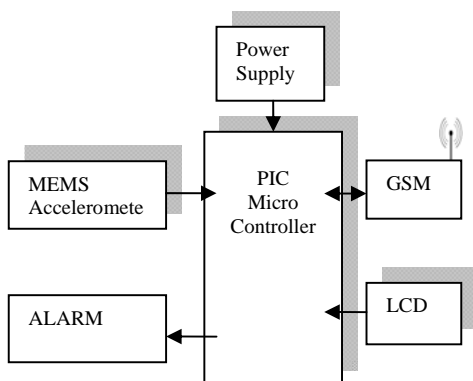 Power
Supply
MEMS
Acceleromete
PIC
Micro
Controller
GSM
ALARM
LCD